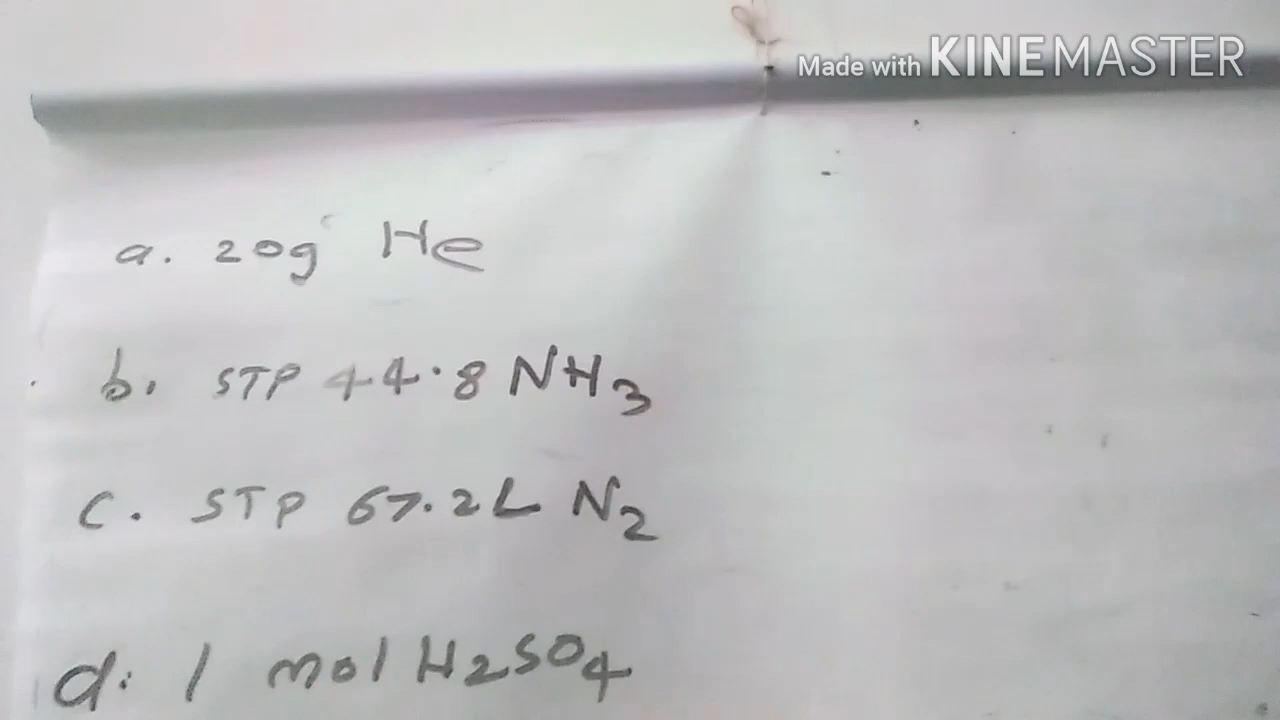 Made with KINEMASTER
a. 20g He
b. STP 44.8 NH3
c. STP 67.2L N2
d. 1 mol H2SO4